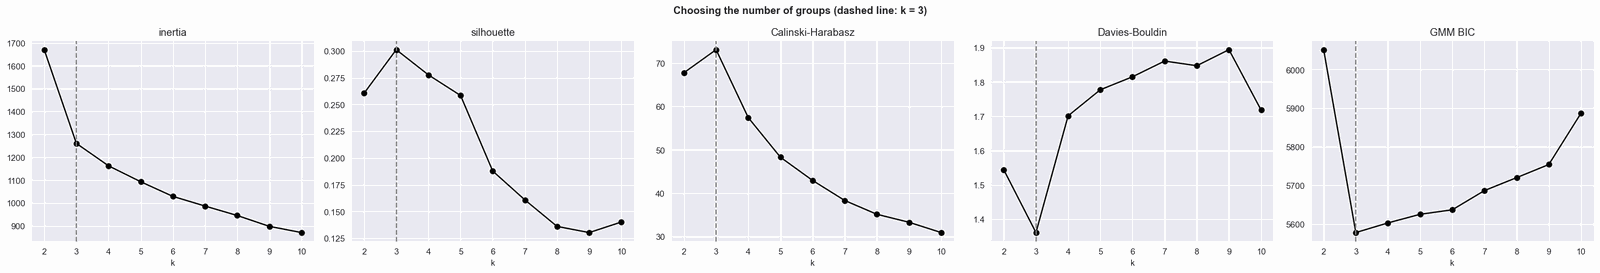 Choosing the number of groups (dashed line: k = 3)
inertia
1700
1600
1500
1400
1300
1200
1100
1000
900
2 3 4 5 6 7 8 9 10
k
silhouette
0.300
0.275
0.250
0.225
0.200
0.175
0.150
0.125
2 3 4 5 6 7 8 9 10
k
Calinski-Harabasz
70
60
50
40
30
2 3 4 5 6 7 8 9 10
k
Davies-Bouldin
1.9
1.8
1.7
1.6
1.5
1.4
2 3 4 5 6 7 8 9 10
k
GMM BIC
6000
5900
5800
5700
5600
2 3 4 5 6 7 8 9 10
k